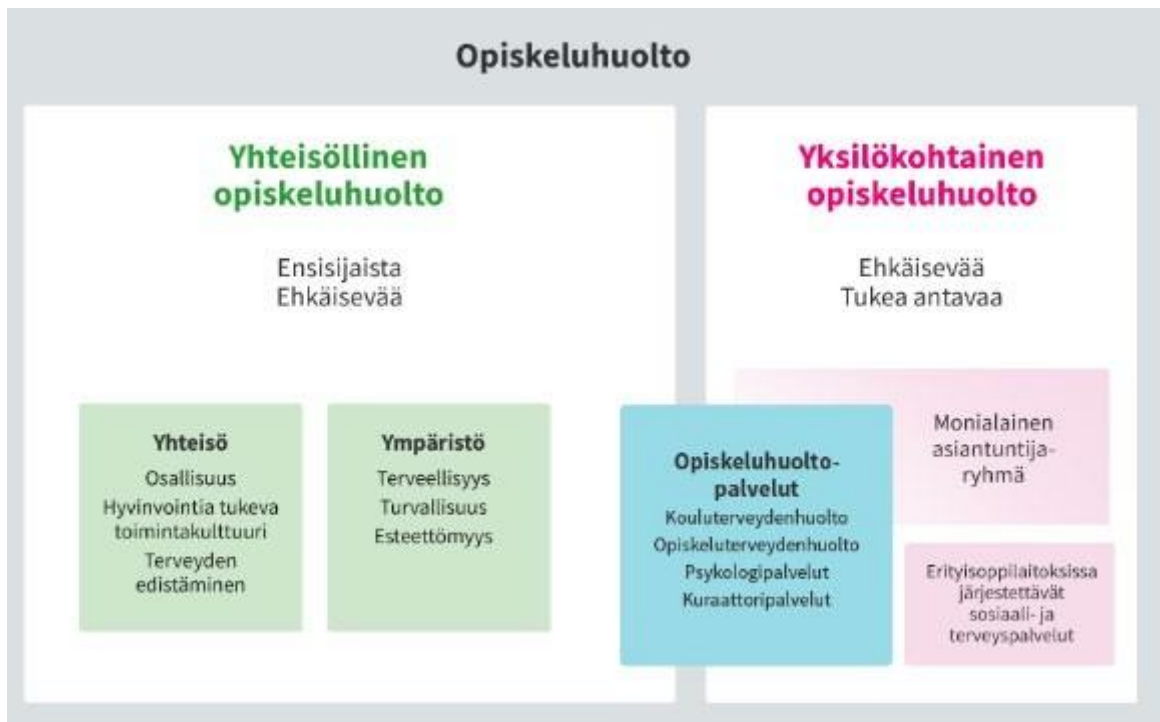 Opiskeluhuolto
Yhteisöllinen
opiskeluhuolto
Ensisijaista
Ehkäisevää
Yhteisö
Osallisuus
Hyvinvointia tukeva
toimintakulttuuri
Terveyden
edistäminen
Ympäristö
Terveellisyys
Turvallisuus
Esteettömyys
Opiskeluhuolto-
palvelut
Kouluterveydenhuolto
Opiskeluterveydenhuolto
Psykologipalvelut
Kuraattoripalvelut
Yksilökohtainen
opiskeluhuolto
Ehkäisevää
Tukea antavaa
Monialainen
asiantuntija-
ryhmä
Erityisoppilaitoksissa
järjestettävät
sosiaali- ja
terveyspalvelut